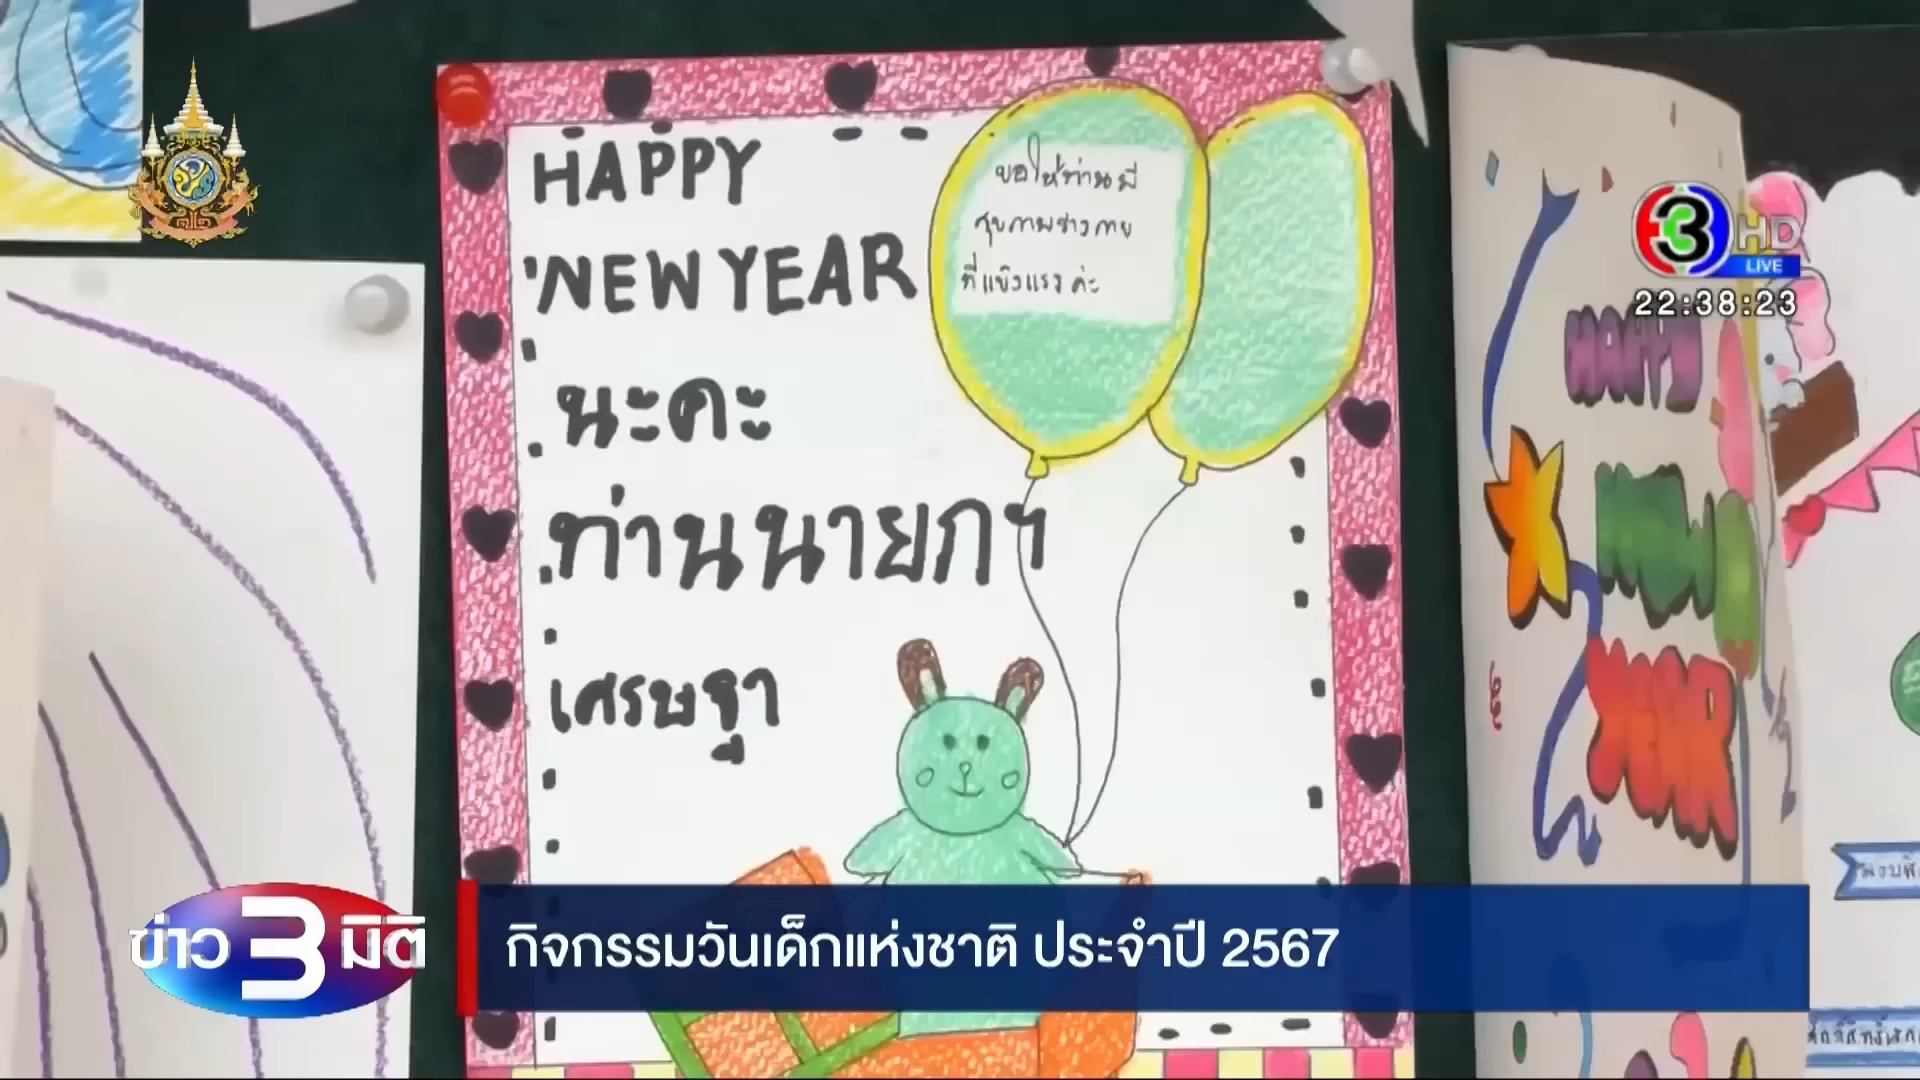 HAPPY
NEW YEAR
นะคะ
ท่านนายกฯ
เศรษฐา
ขอให้ท่านมี
สุขภาพร่างกาย
ที่แข็งแรงค่ะ
3 HD
LIVE
22:38:23
HAPPY
NEW
YEAR
ข่าว 3 มิติ
กิจกรรมวันเด็กแห่งชาติ ประจำปี 2567